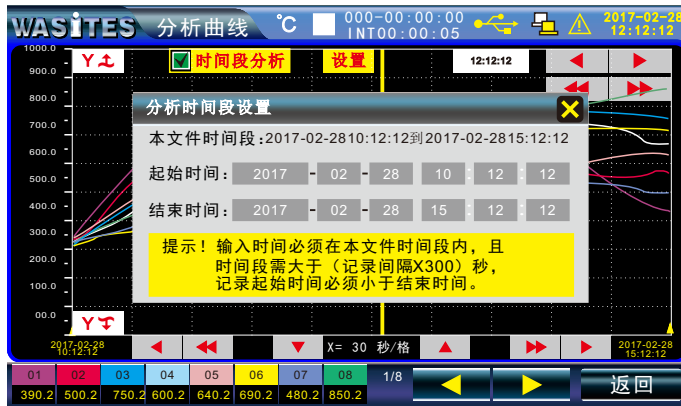 WASiTES 分析曲线 ℃ 000-00:00:00 2017-02-28
INT00:00:05 12:12:12
1000.0 Y 时间段分析 设置 12:12:12
900.0
800.0
分析时间段设置 X
700.0
本文件时间段:2017-02-2810:12:12到2017-02-2815:12:12
600.0
起始时间: 2017 - 02 - 28 10 : 12 : 12
500.0
400.0
结束时间: 2017 - 02 - 28 15 : 12 : 12
300.0
提示！输入时间必须在本文件时间段内，且
200.0
时间段需大于（记录间隔X300）秒，
100.0
记录起始时间必须小于结束时间。
00.0
Y
2017-02-28 X= 30 秒/格 2017-02-28
10:12:12 15:12:12
01 02 03 04 05 06 07 08 1/8 返回
390.2 500.2 750.2 600.2 640.2 690.2 480.2 850.2